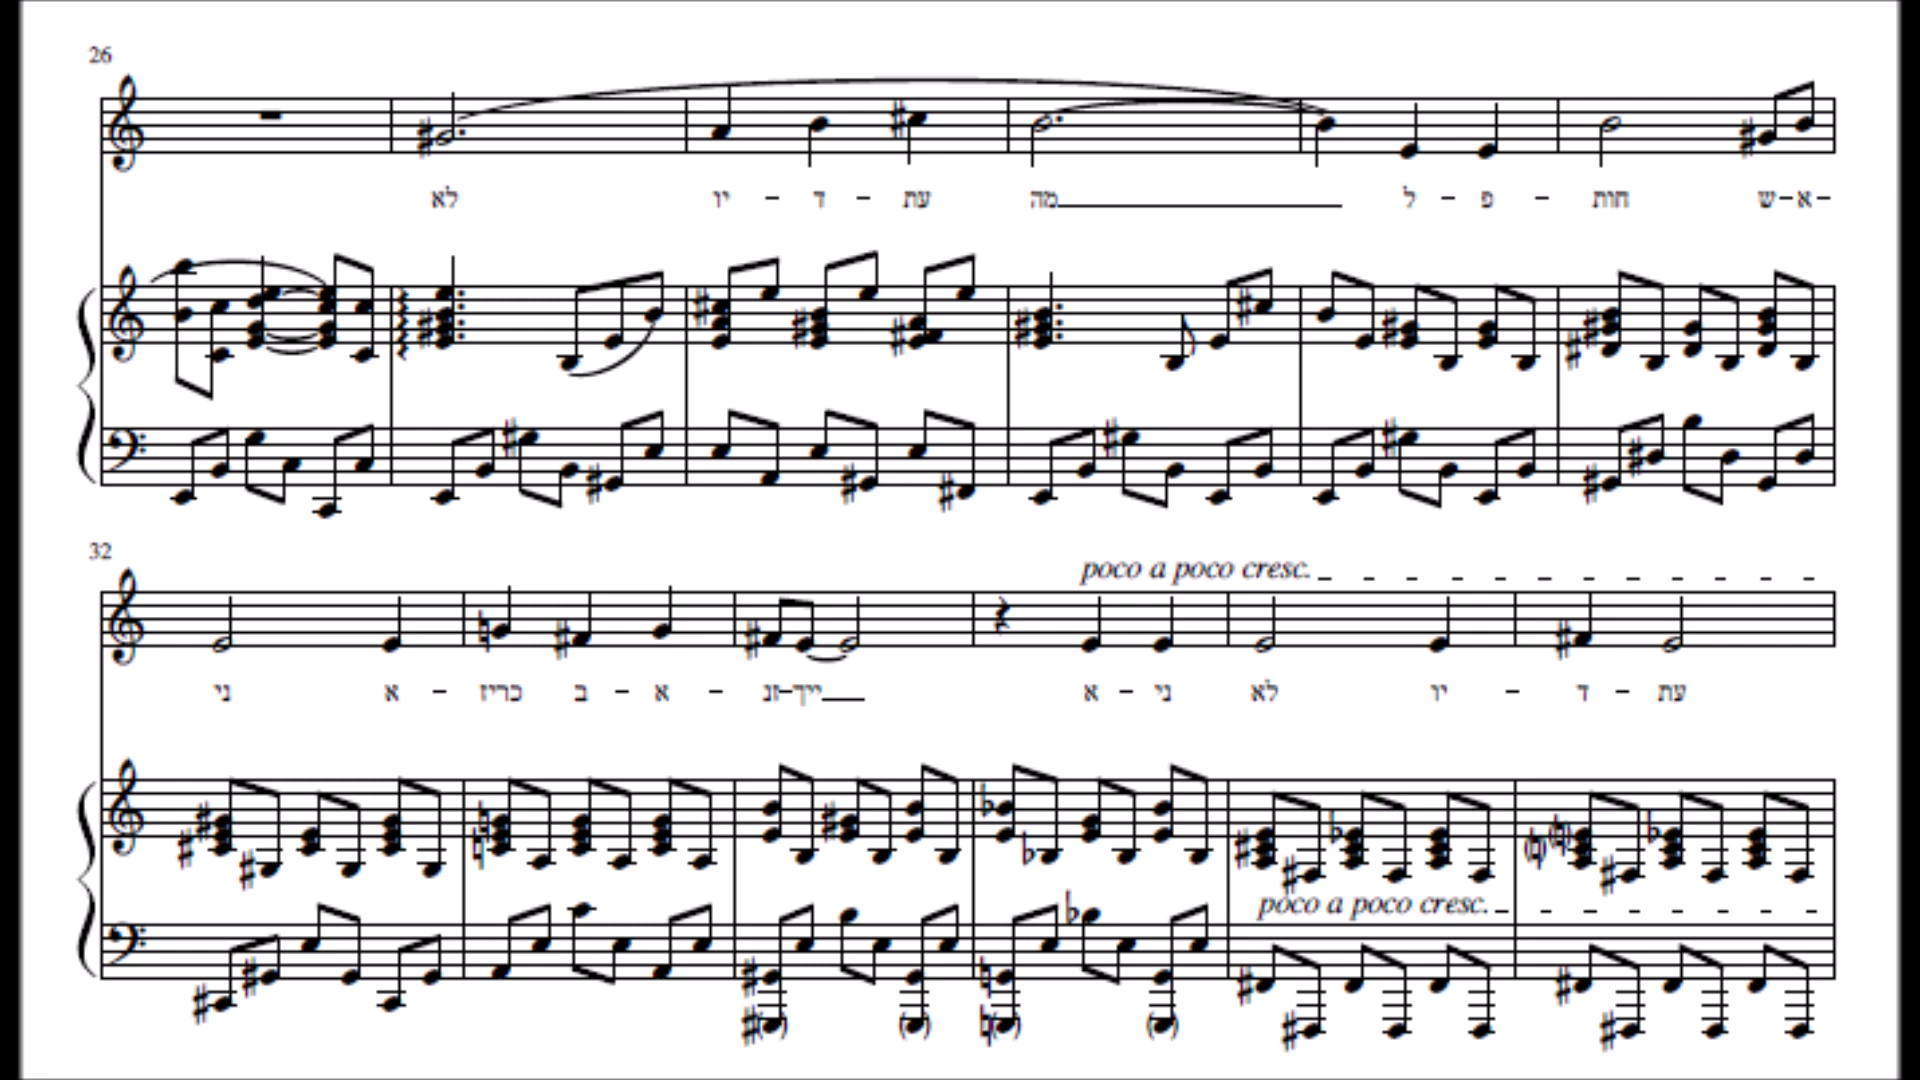 26
לא יו - ד - עת מה ל - פ - חות ש - א -
32
ני א - כריז ב - א - זנ - ייך א - ני לא יו - ד - עת
poco a poco cresc.
poco a poco cresc.